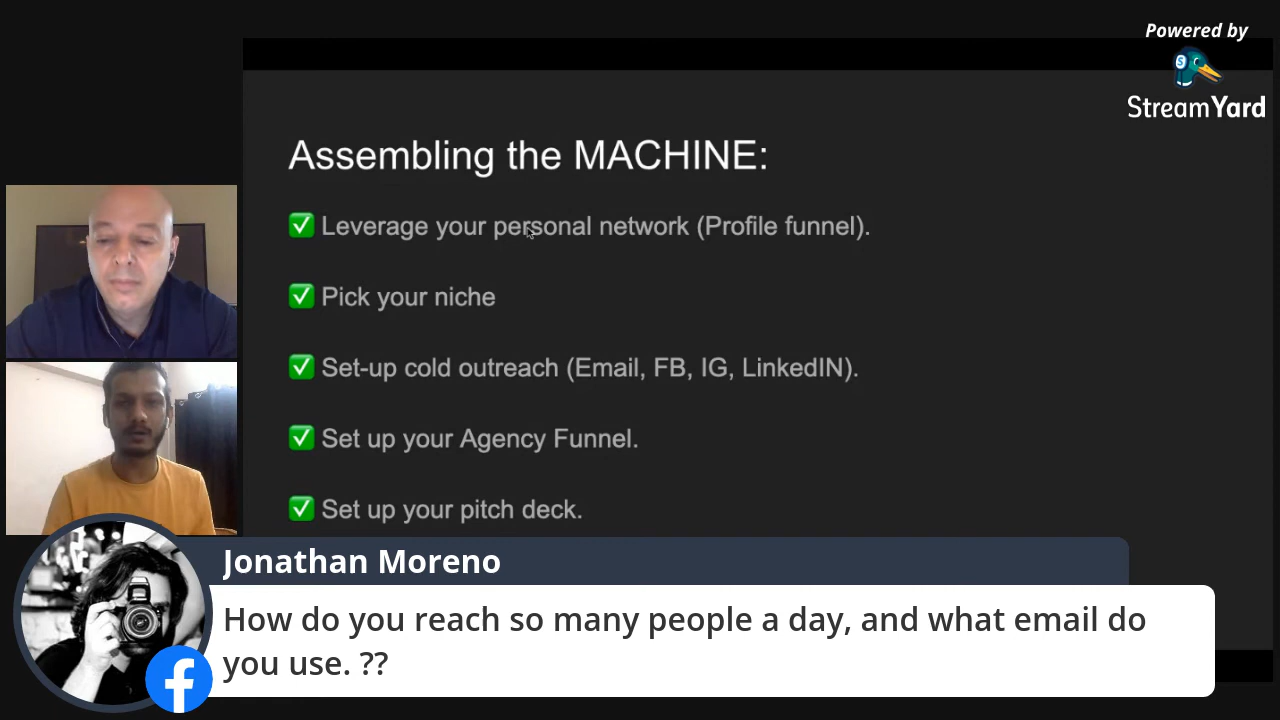 Powered by
StreamYard
Assembling the MACHINE:
✅ Leverage your personal network (Profile funnel).
✅ Pick your niche
✅ Set-up cold outreach (Email, FB, IG, LinkedIN).
✅ Set up your Agency Funnel.
✅ Set up your pitch deck.
Jonathan Moreno
How do you reach so many people a day, and what email do
you use. ??